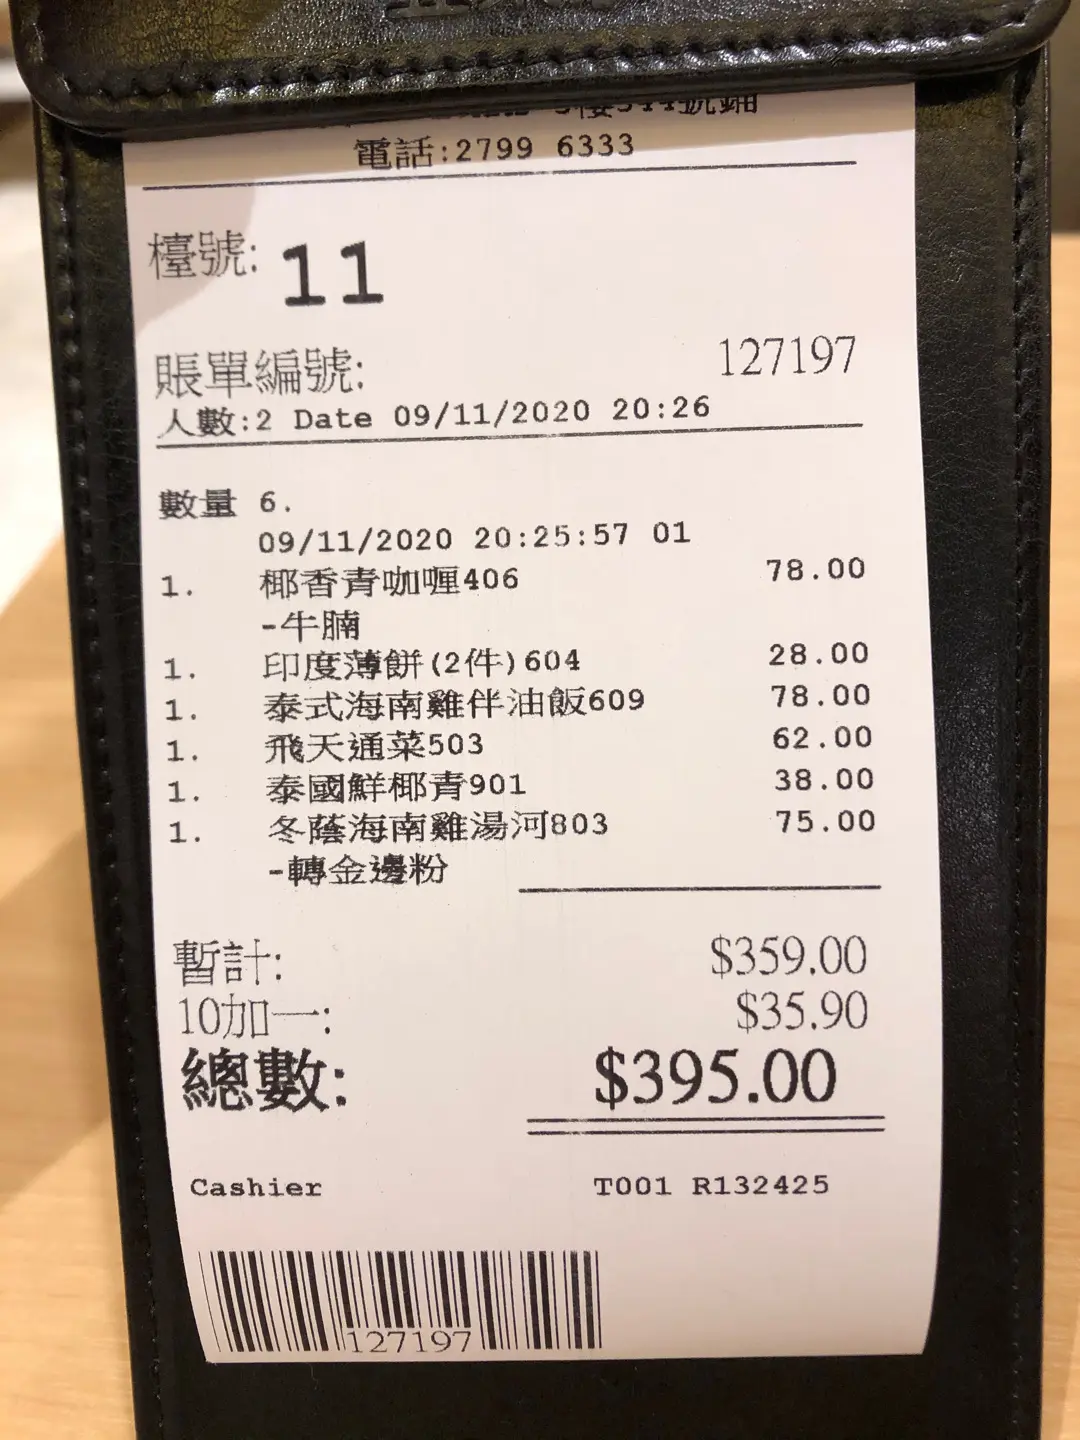 電話:2799 6333
檯號: 11
賬單編號: 127197
人數:2 Date 09/11/2020 20:26
數量 6.
09/11/2020 20:25:57 01
1. 椰香青咖喱406 78.00
-牛腩
1. 印度薄餅(2件)604 28.00
1. 泰式海南雞伴油飯609 78.00
1. 飛天通菜503 62.00
1. 泰國鮮椰青901 38.00
1. 冬蔭海南雞湯河803 75.00
-轉金邊粉
暫計: $359.00
10加一: $35.90
總數: $395.00
Cashier T001 R132425
127197